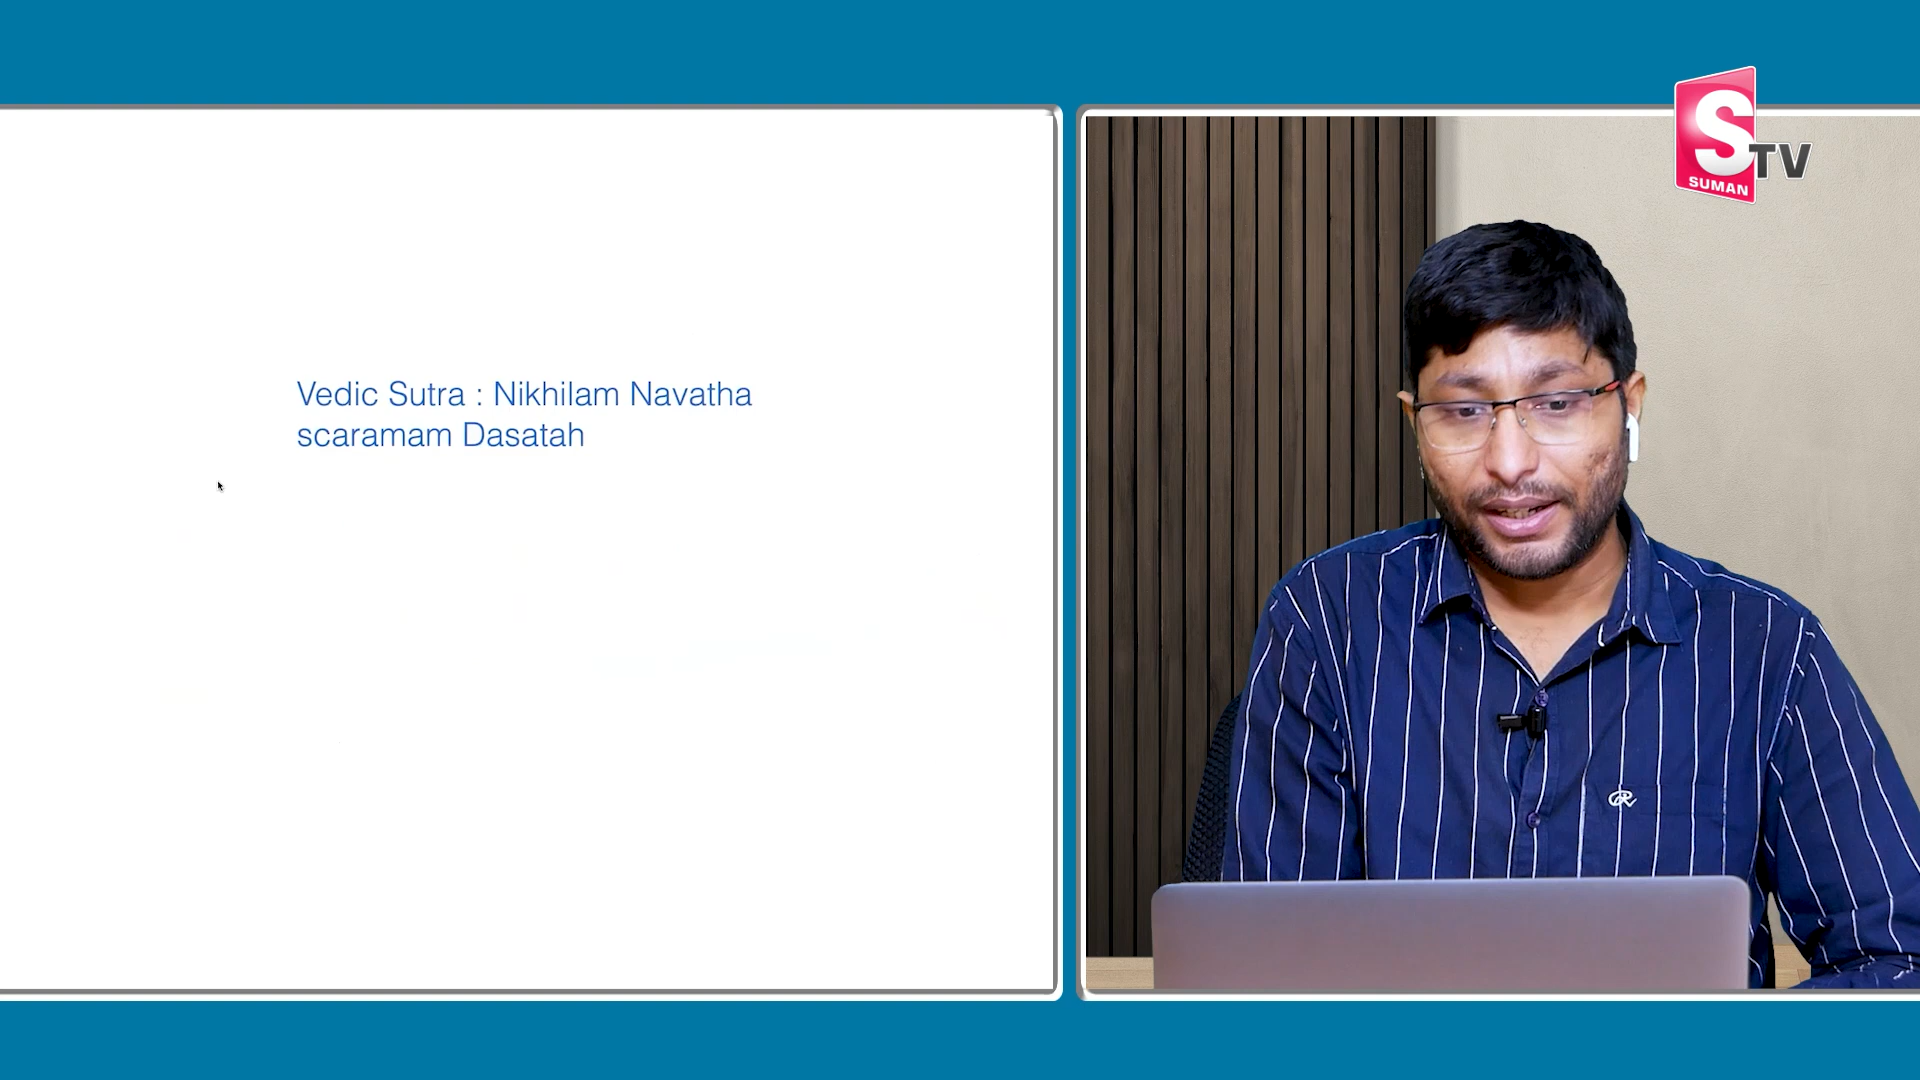 Vedic Sutra : Nikhilam Navatha
scaramam Dasatah
S
TV
SUMAN
R